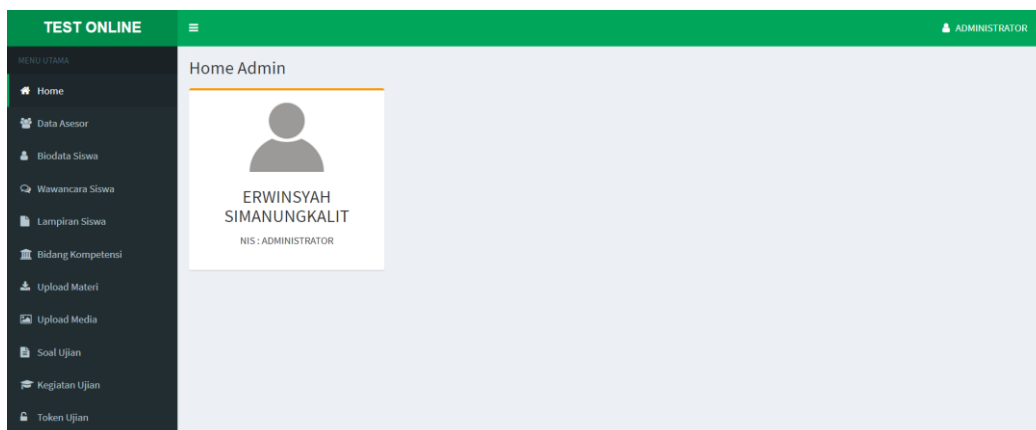 TEST ONLINE
ADMINISTRATOR
MENU UTAMA
Home
Data Asesor
Biodata Siswa
Wawancara Siswa
Lampiran Siswa
Bidang Kompetensi
Upload Materi
Upload Media
Soal Ujian
Kegiatan Ujian
Token Ujian
Home Admin
ERWINSYAH
SIMANUNGKALIT
NIS : ADMINISTRATOR